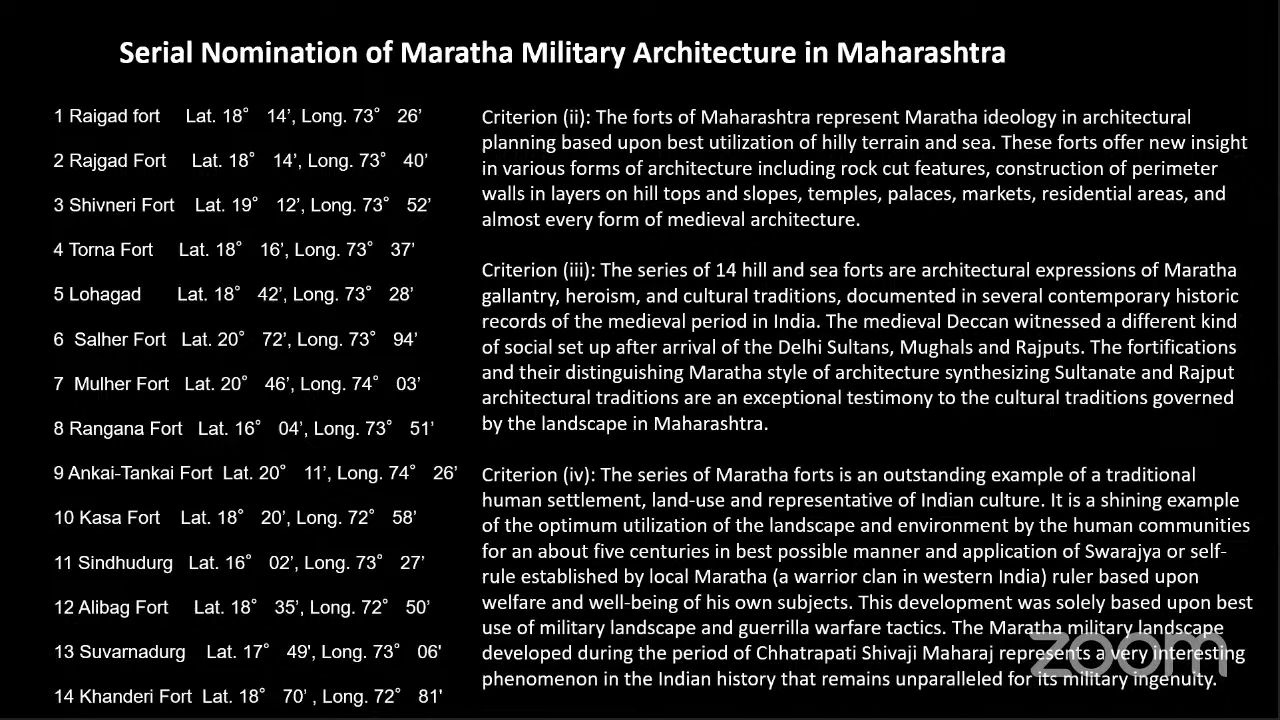 Serial Nomination of Maratha Military Architecture in Maharashtra
1 Raigad fort Lat. 18° 14’, Long. 73° 26’
2 Rajgad Fort Lat. 18° 14’, Long. 73° 40’
3 Shivneri Fort Lat. 19° 12’, Long. 73° 52’
4 Torna Fort Lat. 18° 16’, Long. 73° 37’
5 Lohagad Lat. 18° 42’, Long. 73° 28’
6 Salher Fort Lat. 20° 72’, Long. 73° 94’
7 Mulher Fort Lat. 20° 46’, Long. 74° 03’
8 Rangana Fort Lat. 16° 04’, Long. 73° 51’
9 Ankai-Tankai Fort Lat. 20° 11’, Long. 74° 26’
10 Kasa Fort Lat. 18° 20’, Long. 72° 58’
11 Sindhudurg Lat. 16° 02’, Long. 73° 27’
12 Alibag Fort Lat. 18° 35’, Long. 72° 50’
13 Suvarnadurg Lat. 17° 49', Long. 73° 06'
14 Khanderi Fort Lat. 18° 70’ , Long. 72° 81'
Criterion (ii): The forts of Maharashtra represent Maratha ideology in architectural
planning based upon best utilization of hilly terrain and sea. These forts offer new insight
in various forms of architecture including rock cut features, construction of perimeter
walls in layers on hill tops and slopes, temples, palaces, markets, residential areas, and
almost every form of medieval architecture.
Criterion (iii): The series of 14 hill and sea forts are architectural expressions of Maratha
gallantry, heroism, and cultural traditions, documented in several contemporary historic
records of the medieval period in India. The medieval Deccan witnessed a different kind
of social set up after arrival of the Delhi Sultans, Mughals and Rajputs. The fortifications
and their distinguishing Maratha style of architecture synthesizing Sultanate and Rajput
architectural traditions are an exceptional testimony to the cultural traditions governed
by the landscape in Maharashtra.
Criterion (iv): The series of Maratha forts is an outstanding example of a traditional
human settlement, land-use and representative of Indian culture. It is a shining example
of the optimum utilization of the landscape and environment by the human communities
for an about five centuries in best possible manner and application of Swarajya or self-
rule established by local Maratha (a warrior clan in western India) ruler based upon
welfare and well-being of his own subjects. This development was solely based upon best
use of military landscape and guerrilla warfare tactics. The Maratha military landscape
developed during the period of Chhatrapati Shivaji Maharaj represents a very interesting
phenomenon in the Indian history that remains unparalleled for its military ingenuity.
zoom